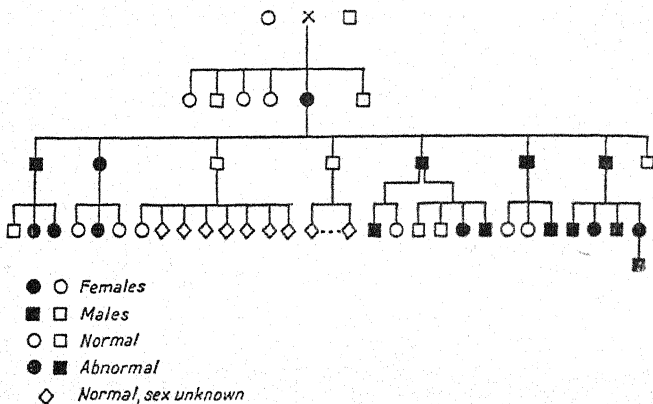 Females
Males
Normal
Abnormal
Normal, sex unknown